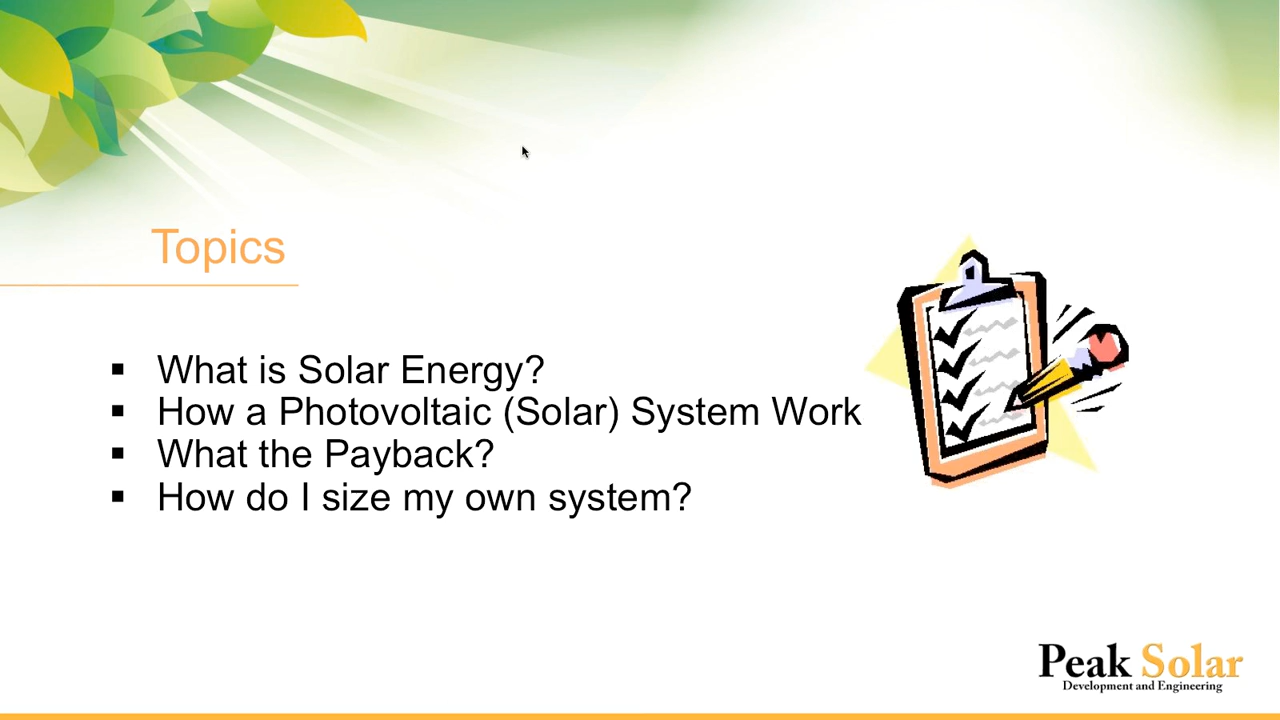 Topics
▪ What is Solar Energy?
▪ How a Photovoltaic (Solar) System Work
▪ What the Payback?
▪ How do I size my own system?
Peak Solar
Development and Engineering